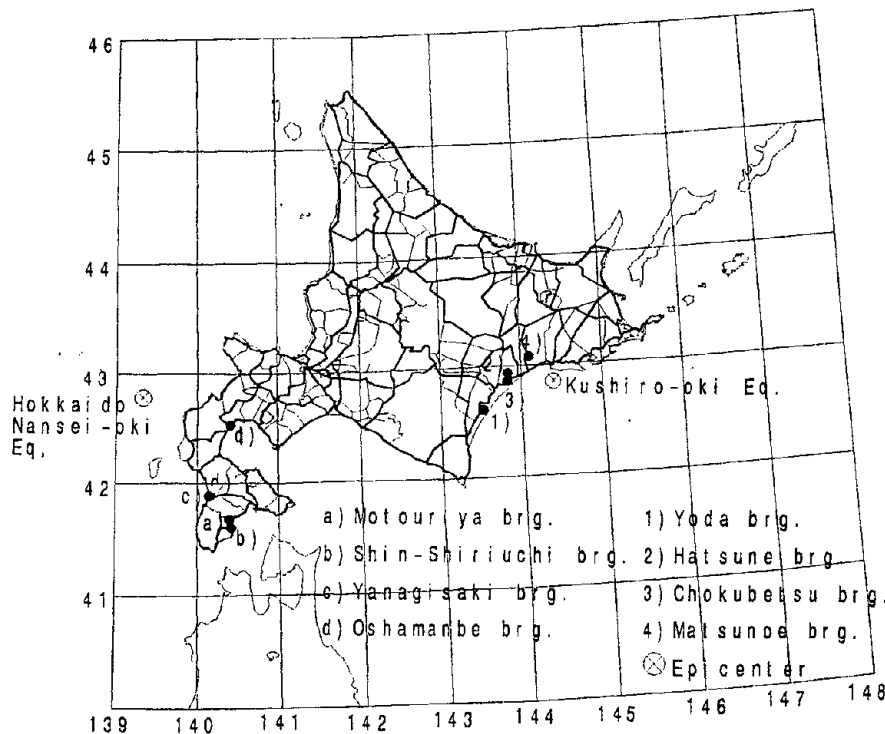 46
45
44
43
42
41
139 140 141 142 143 144 145 146 147 148
Hokkaido
Nansei-oki
Eq,
Kushiro-oki Eq.
4
2
3
1)
d)
c
a
b)
a) Motouriya brg.
b) Shin-Shiriuchi brg.
c) Yanagisaki brg.
d) Oshamanbe brg.
1) Yoda brg.
2) Hatsune brg.
3) Chokubetsu brg.
4) Matsunoe brg.
Epicenter